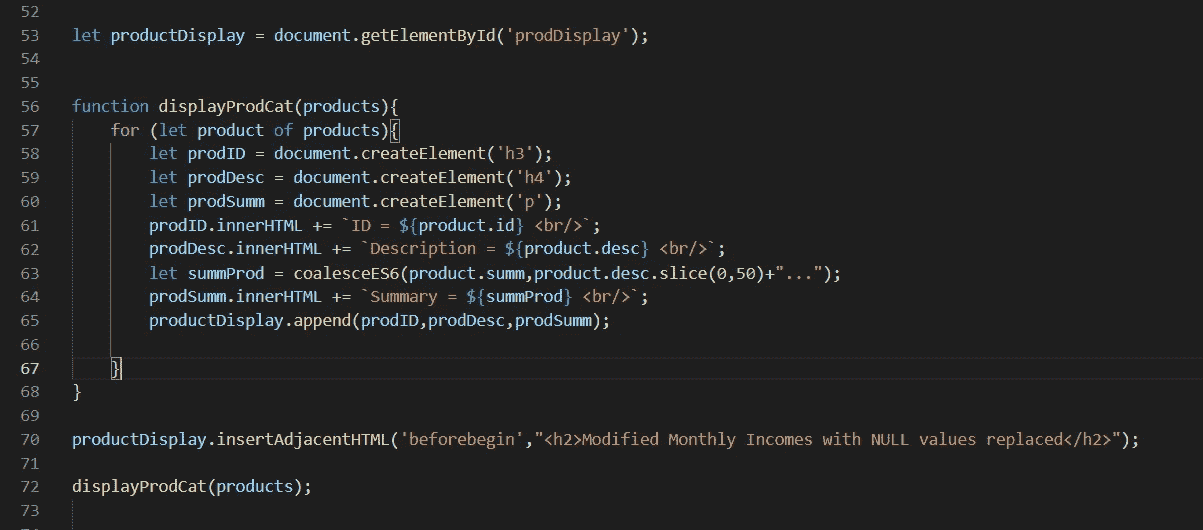 52
53 let productDisplay = document.getElementById('prodDisplay');
54
55
56 function displayProdCat(products){
57     for (let product of products){
58         let prodID = document.createElement('h3');
59         let prodDesc = document.createElement('h4');
60         let prodSumm = document.createElement('p');
61         prodID.innerHTML += `ID = ${product.id} <br/>`;
62         prodDesc.innerHTML += `Description = ${product.desc} <br/>`;
63         let summProd = coalesceES6(product.summ,product.desc.slice(0,50)+"...");
64         prodSumm.innerHTML += `Summary = ${summProd} <br/>`;
65         productDisplay.append(prodID,prodDesc,prodSumm);
66
67     }
68 }
69
70 productDisplay.insertAdjacentHTML('beforebegin',"<h2>Modified Monthly Incomes with NULL values replaced</h2>");
71
72 displayProdCat(products);
73